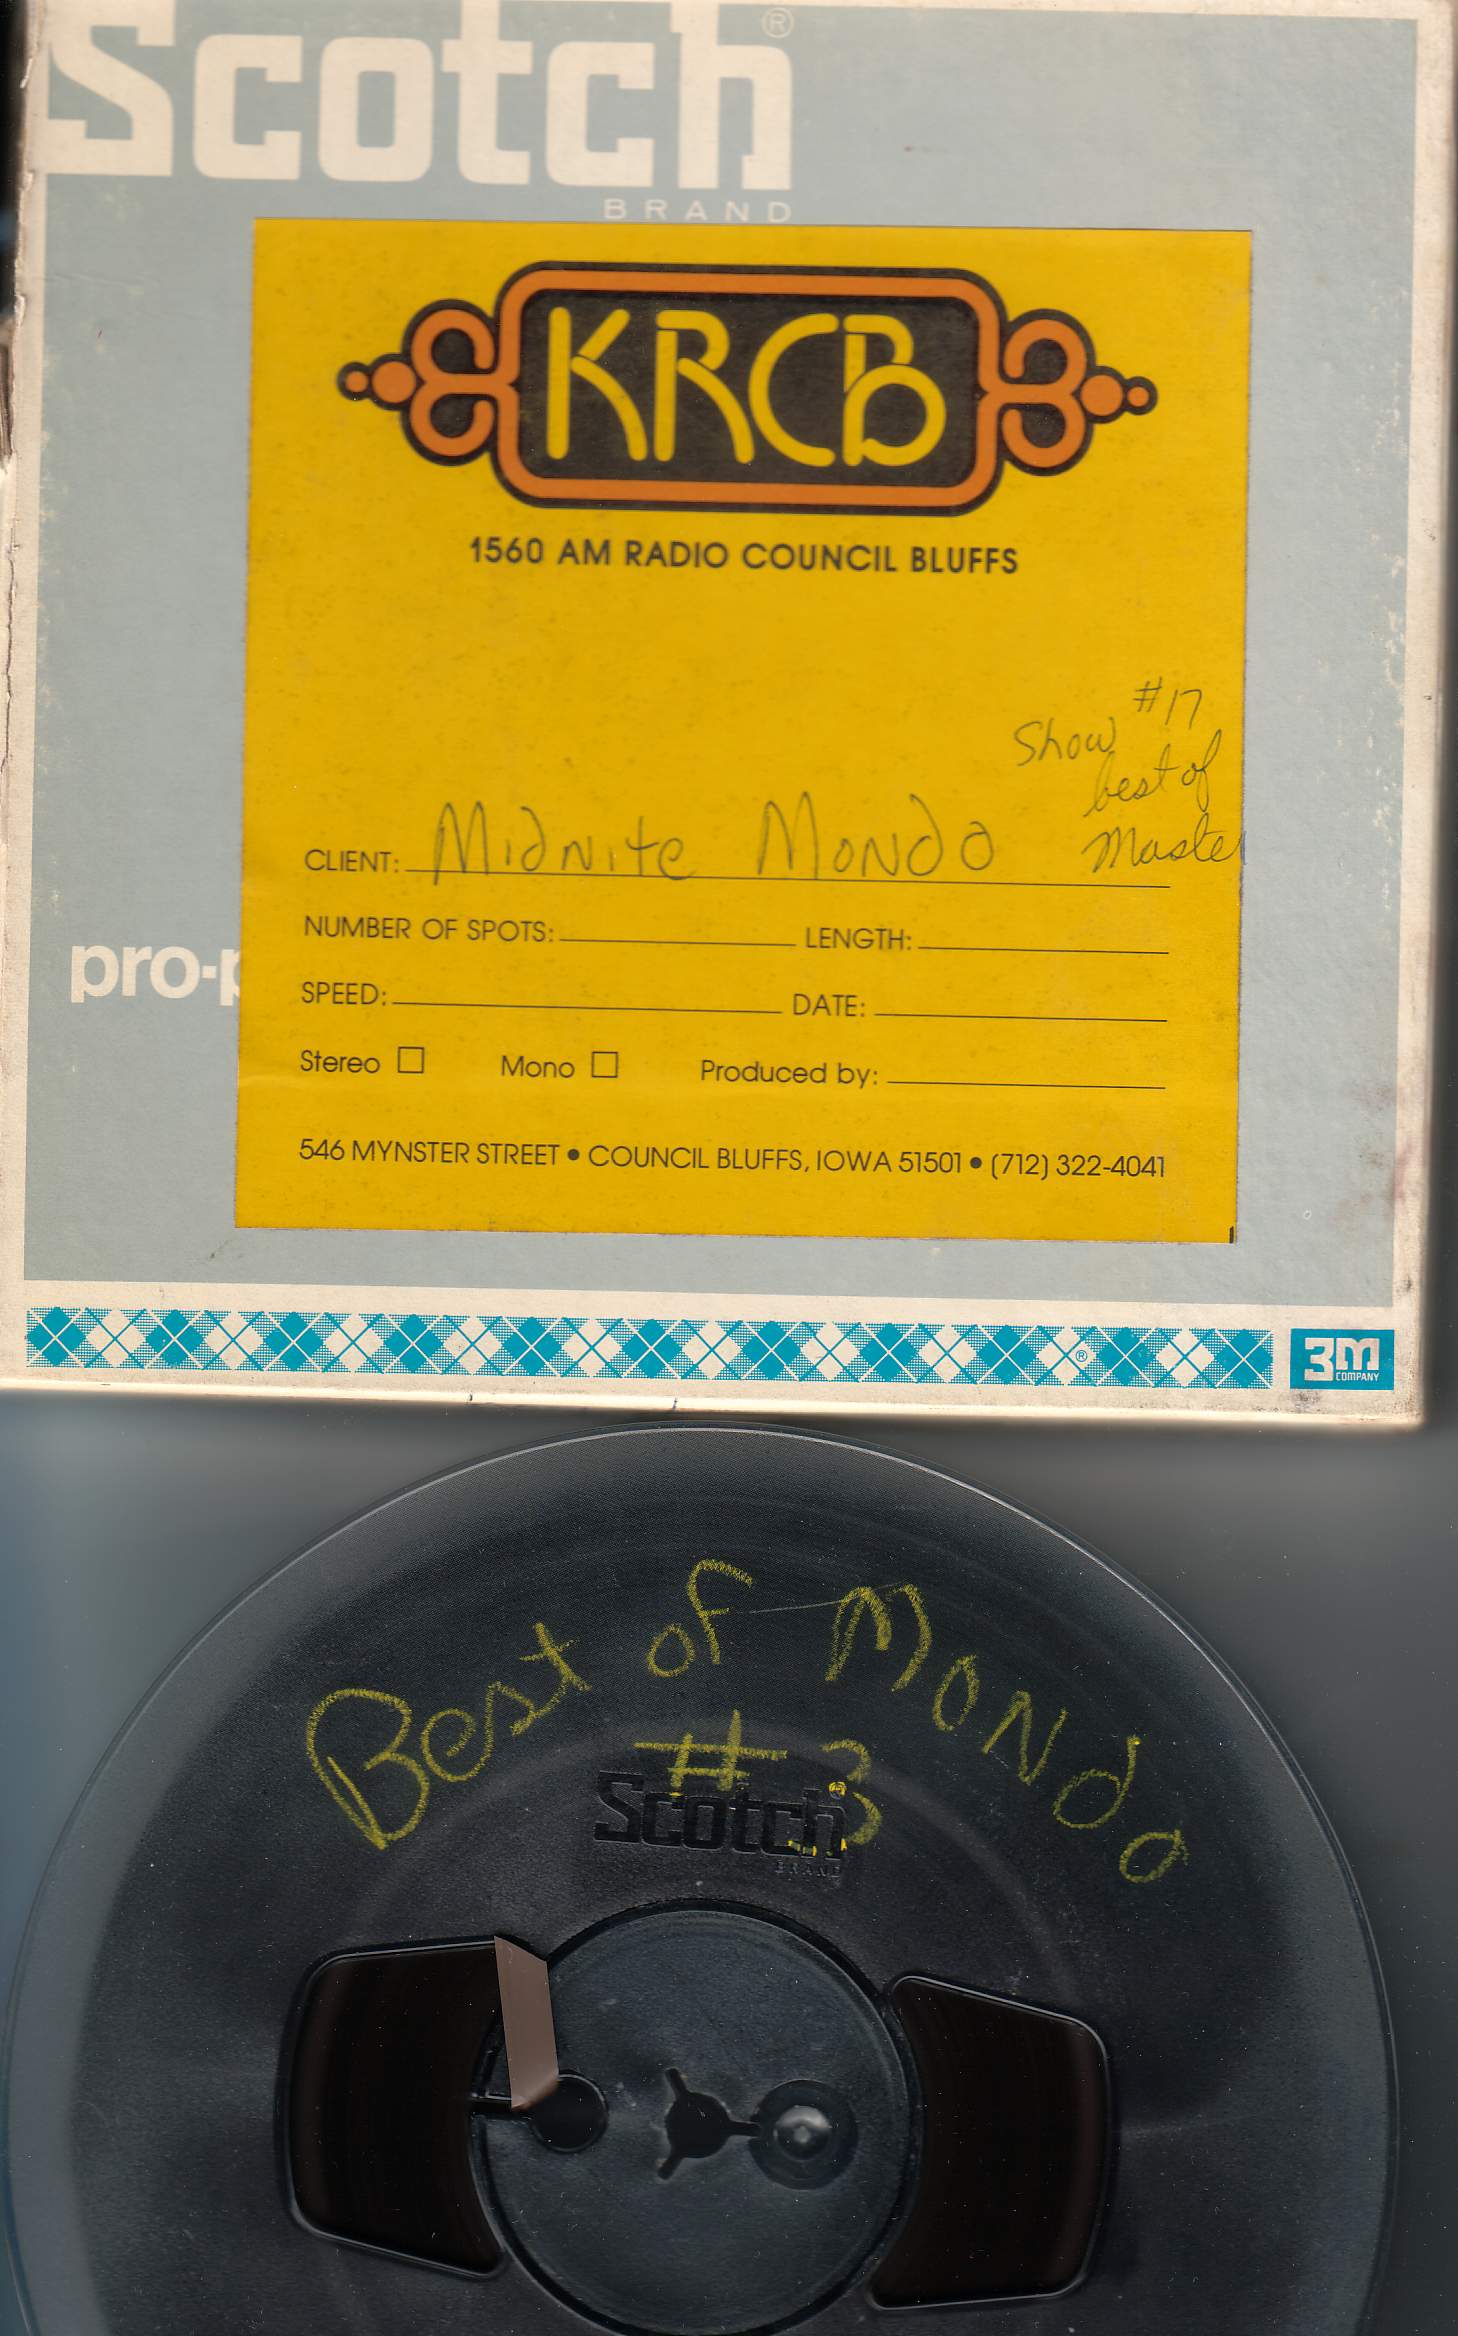 Scotch®
BRAND
KRCB
1560 AM RADIO COUNCIL BLUFFS
#17
Show
best of
Master
CLIENT: Midnite Mondo
NUMBER OF SPOTS: LENGTH:
SPEED: DATE:
Stereo Mono Produced by:
pro-p
546 MYNSTER STREET • COUNCIL BLUFFS, IOWA 51501 • (712) 322-4041
®
3M
COMPANY
Best of Mondo
#3
Scotch®
BRAND